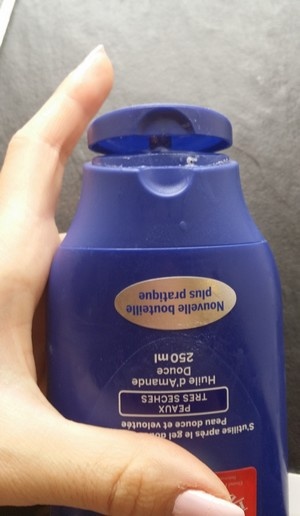 S'utilise après le gel
Peau douce et veloutée
PEAUX
TRES SECHES
Huile d'Amande
Douce
250 ml
Nouvelle bouteille
plus pratique